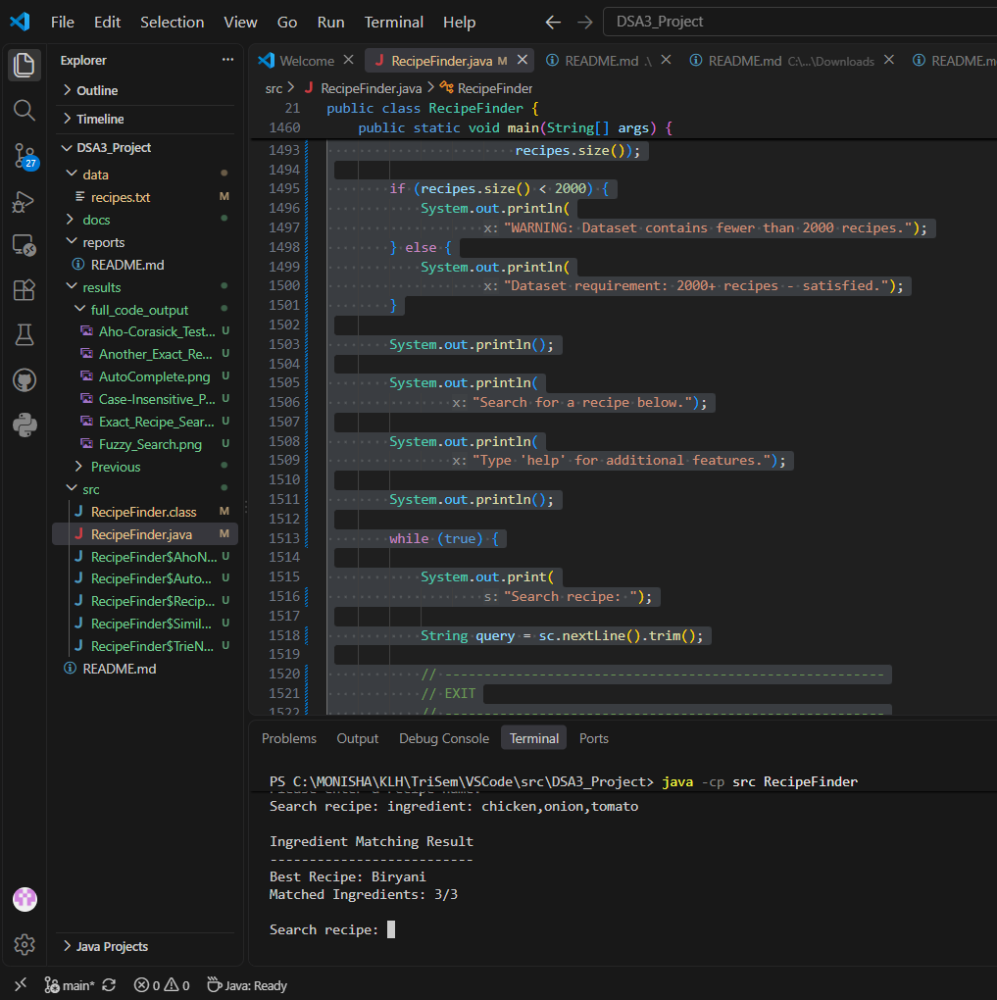 File Edit Selection View Go Run Terminal Help
DSA3_Project
Explorer
Outline
Timeline
DSA3_Project
data
recipes.txt M
docs
reports
README.md
results
full_code_output
Aho-Corasick_Test... U
Another_Exact_Re... U
AutoComplete.png U
Case-Insensitive_P... U
Exact_Recipe_Sear... U
Fuzzy_Search.png U
Previous
src
RecipeFinder.class M
RecipeFinder.java M
RecipeFinder$AhoN... U
RecipeFinder$Auto... U
RecipeFinder$Recip... U
RecipeFinder$Simil... U
RecipeFinder$TrieN... U
README.md
Java Projects
27
Welcome
RecipeFinder.java M
README.md .\
README.md C:\...\Downloads
README.m
src > RecipeFinder.java > RecipeFinder
21 public class RecipeFinder {
1460 public static void main(String[] args) {
1493 recipes.size());
1494
1495 if (recipes.size() < 2000) {
1496 System.out.println(
1497 x: "WARNING: Dataset contains fewer than 2000 recipes.");
1498 } else {
1499 System.out.println(
1500 x: "Dataset requirement: 2000+ recipes - satisfied.");
1501 }
1502
1503 System.out.println();
1504
1505 System.out.println(
1506 x: "Search for a recipe below.");
1507
1508 System.out.println(
1509 x: "Type 'help' for additional features.");
1510
1511 System.out.println();
1512
1513 while (true) {
1514
1515 System.out.print(
1516 s: "Search recipe: ");
1517
1518 String query = sc.nextLine().trim();
1519
1520 // --------------------------------------------------------
1521 // EXIT
1522 // --------------------------------------------------------
Problems Output Debug Console Terminal Ports
PS C:\MONISHA\KLH\TriSem\VSCode\src\DSA3_Project> java -cp src RecipeFinder
Search recipe: ingredient: chicken,onion,tomato
Ingredient Matching Result
--------------------------
Best Recipe: Biryani
Matched Ingredients: 3/3
Search recipe:
main* 0 0 Java: Ready